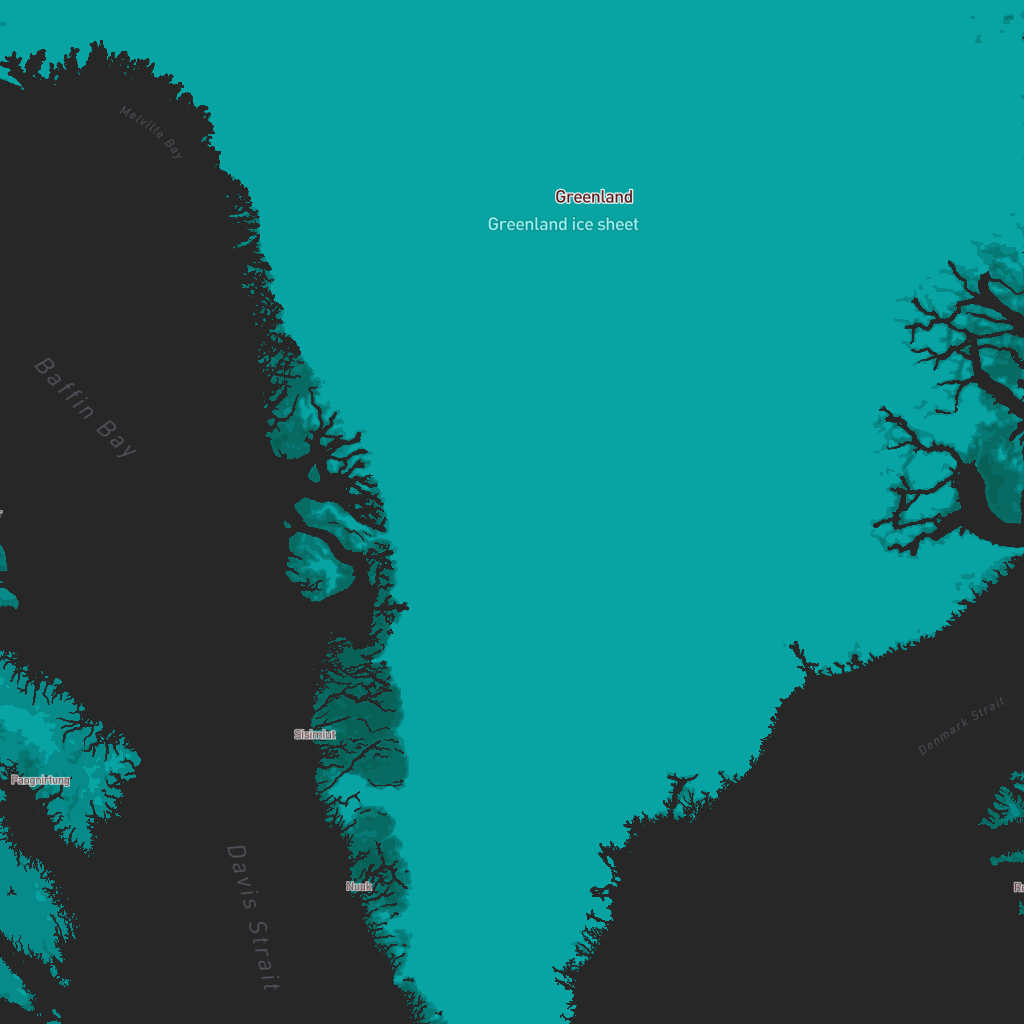 Melville Bay
Greenland
Greenland ice sheet
Baffin Bay
Sisimiut
Denmark Strait
Pangnirtung
Davis Strait
Nuuk